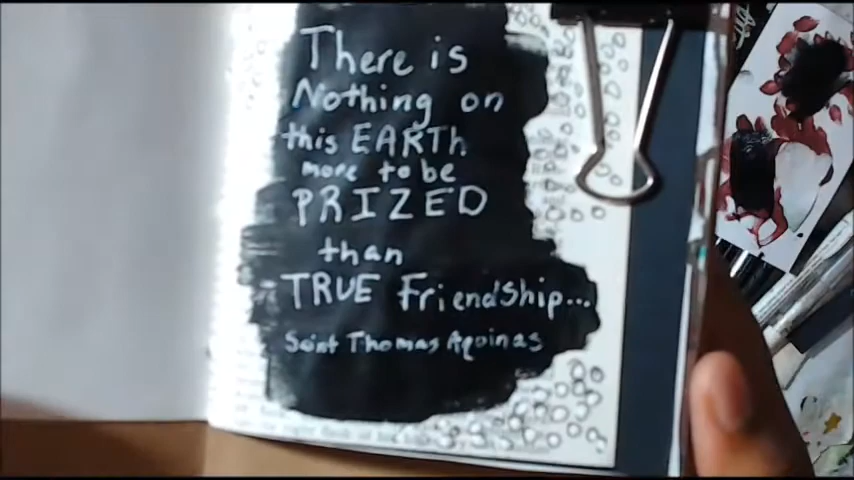 There is
Nothing on
this EARTH
more to be
PRIZED
than
TRUE Friendship...
Saint Thomas Aquinas